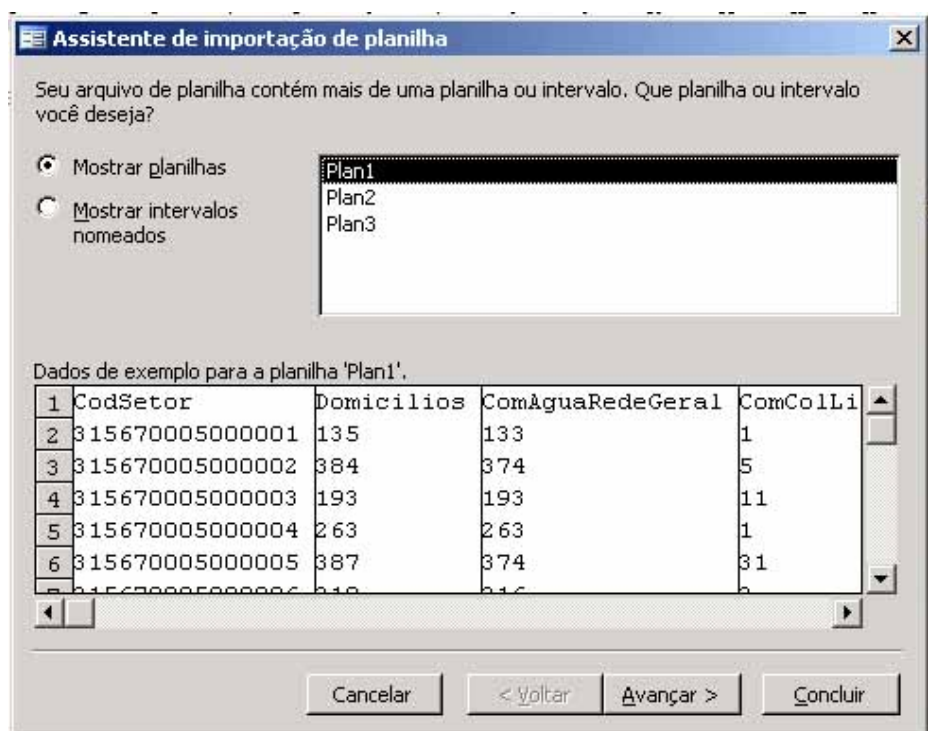 Assistente de importação de planilha
Seu arquivo de planilha contém mais de uma planilha ou intervalo. Que planilha ou intervalo
você deseja?
Mostrar planilhas
Mostrar intervalos
nomeados
Plan1
Plan2
Plan3
Dados de exemplo para a planilha 'Plan1'.
1 CodSetor Domicilios ComAguaRedeGeral ComColLi
2 315670005000001 135 133 1
3 315670005000002 384 374 5
4 315670005000003 193 193 11
5 315670005000004 263 263 1
6 315670005000005 387 374 31
Cancelar < Voltar Avançar > Concluir